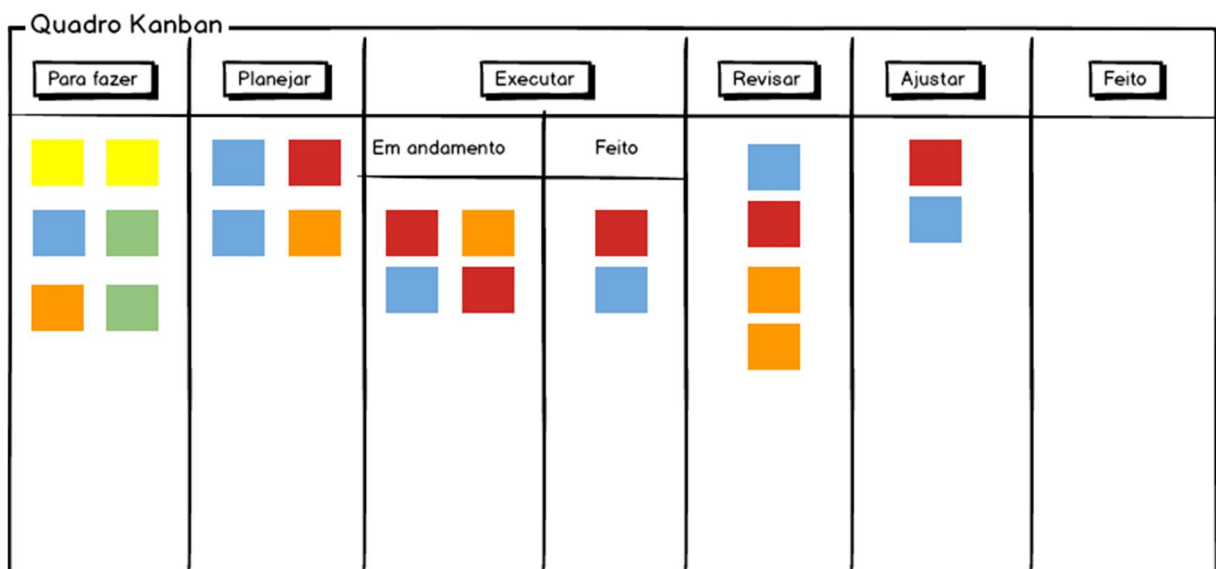 Quadro Kanban
Para fazer
Planejar
Executar
Revisar
Ajustar
Feito
Em andamento
Feito